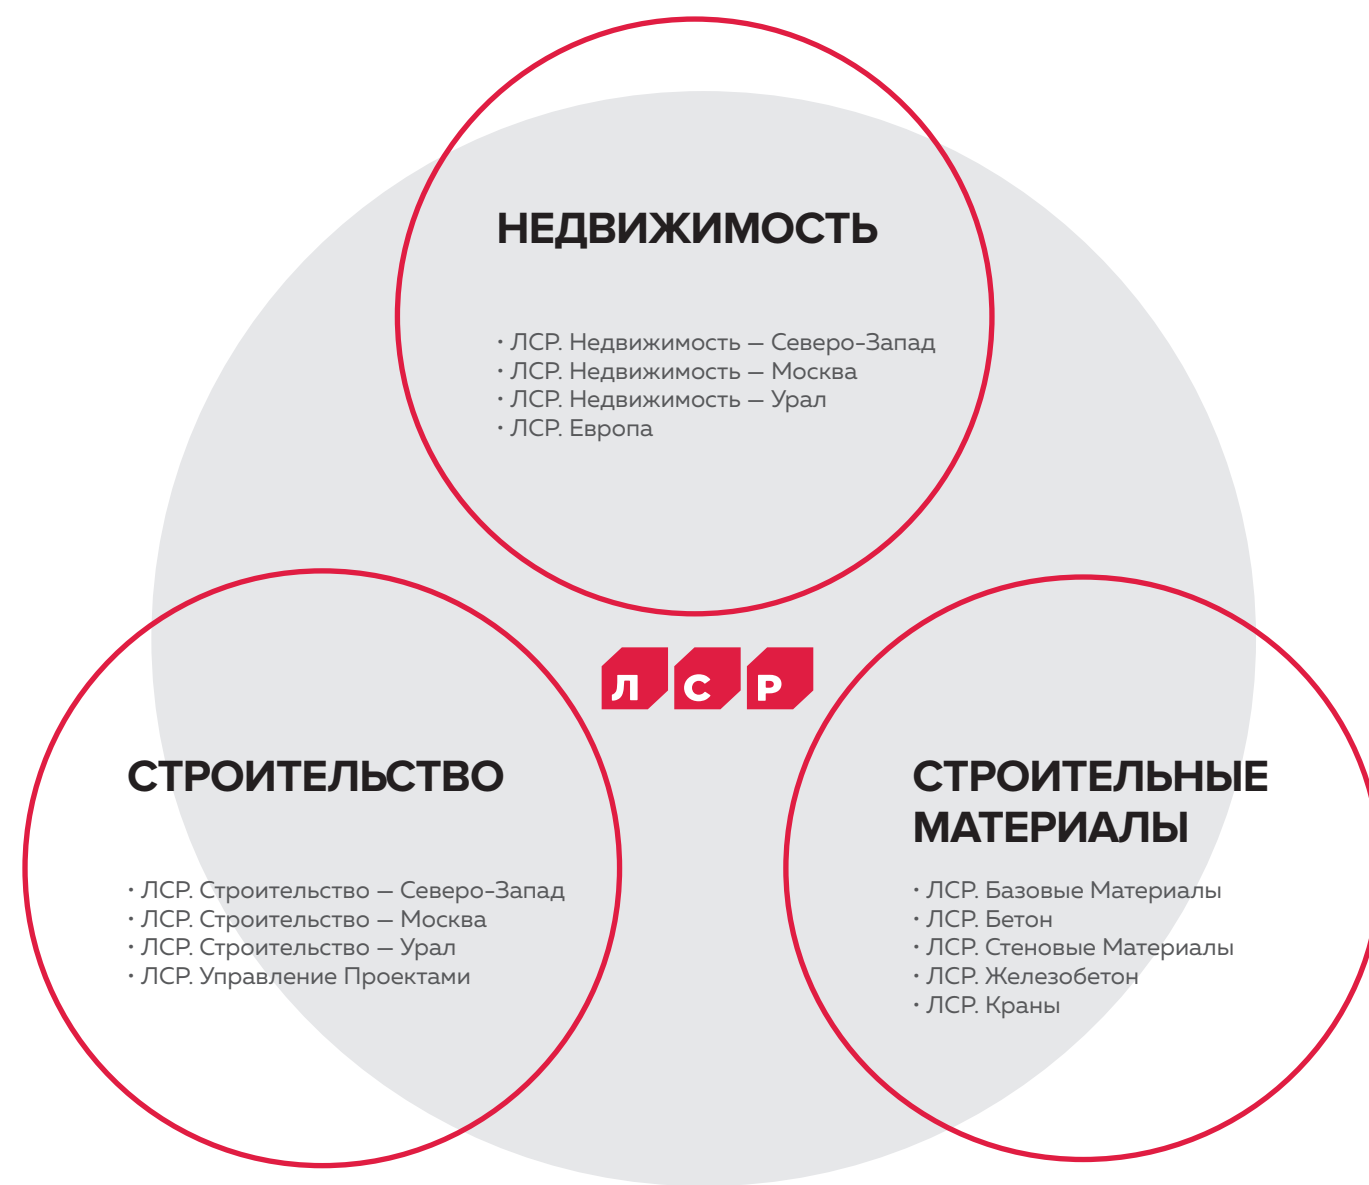 НЕДВИЖИМОСТЬ
· ЛСР. Недвижимость — Северо-Запад
· ЛСР. Недвижимость — Москва
· ЛСР. Недвижимость — Урал
· ЛСР. Европа
ЛСР
СТРОИТЕЛЬСТВО
· ЛСР. Строительство — Северо-Запад
· ЛСР. Строительство — Москва
· ЛСР. Строительство — Урал
· ЛСР. Управление Проектами
СТРОИТЕЛЬНЫЕ
МАТЕРИАЛЫ
· ЛСР. Базовые Материалы
· ЛСР. Бетон
· ЛСР. Стеновые Материалы
· ЛСР. Железобетон
· ЛСР. Краны